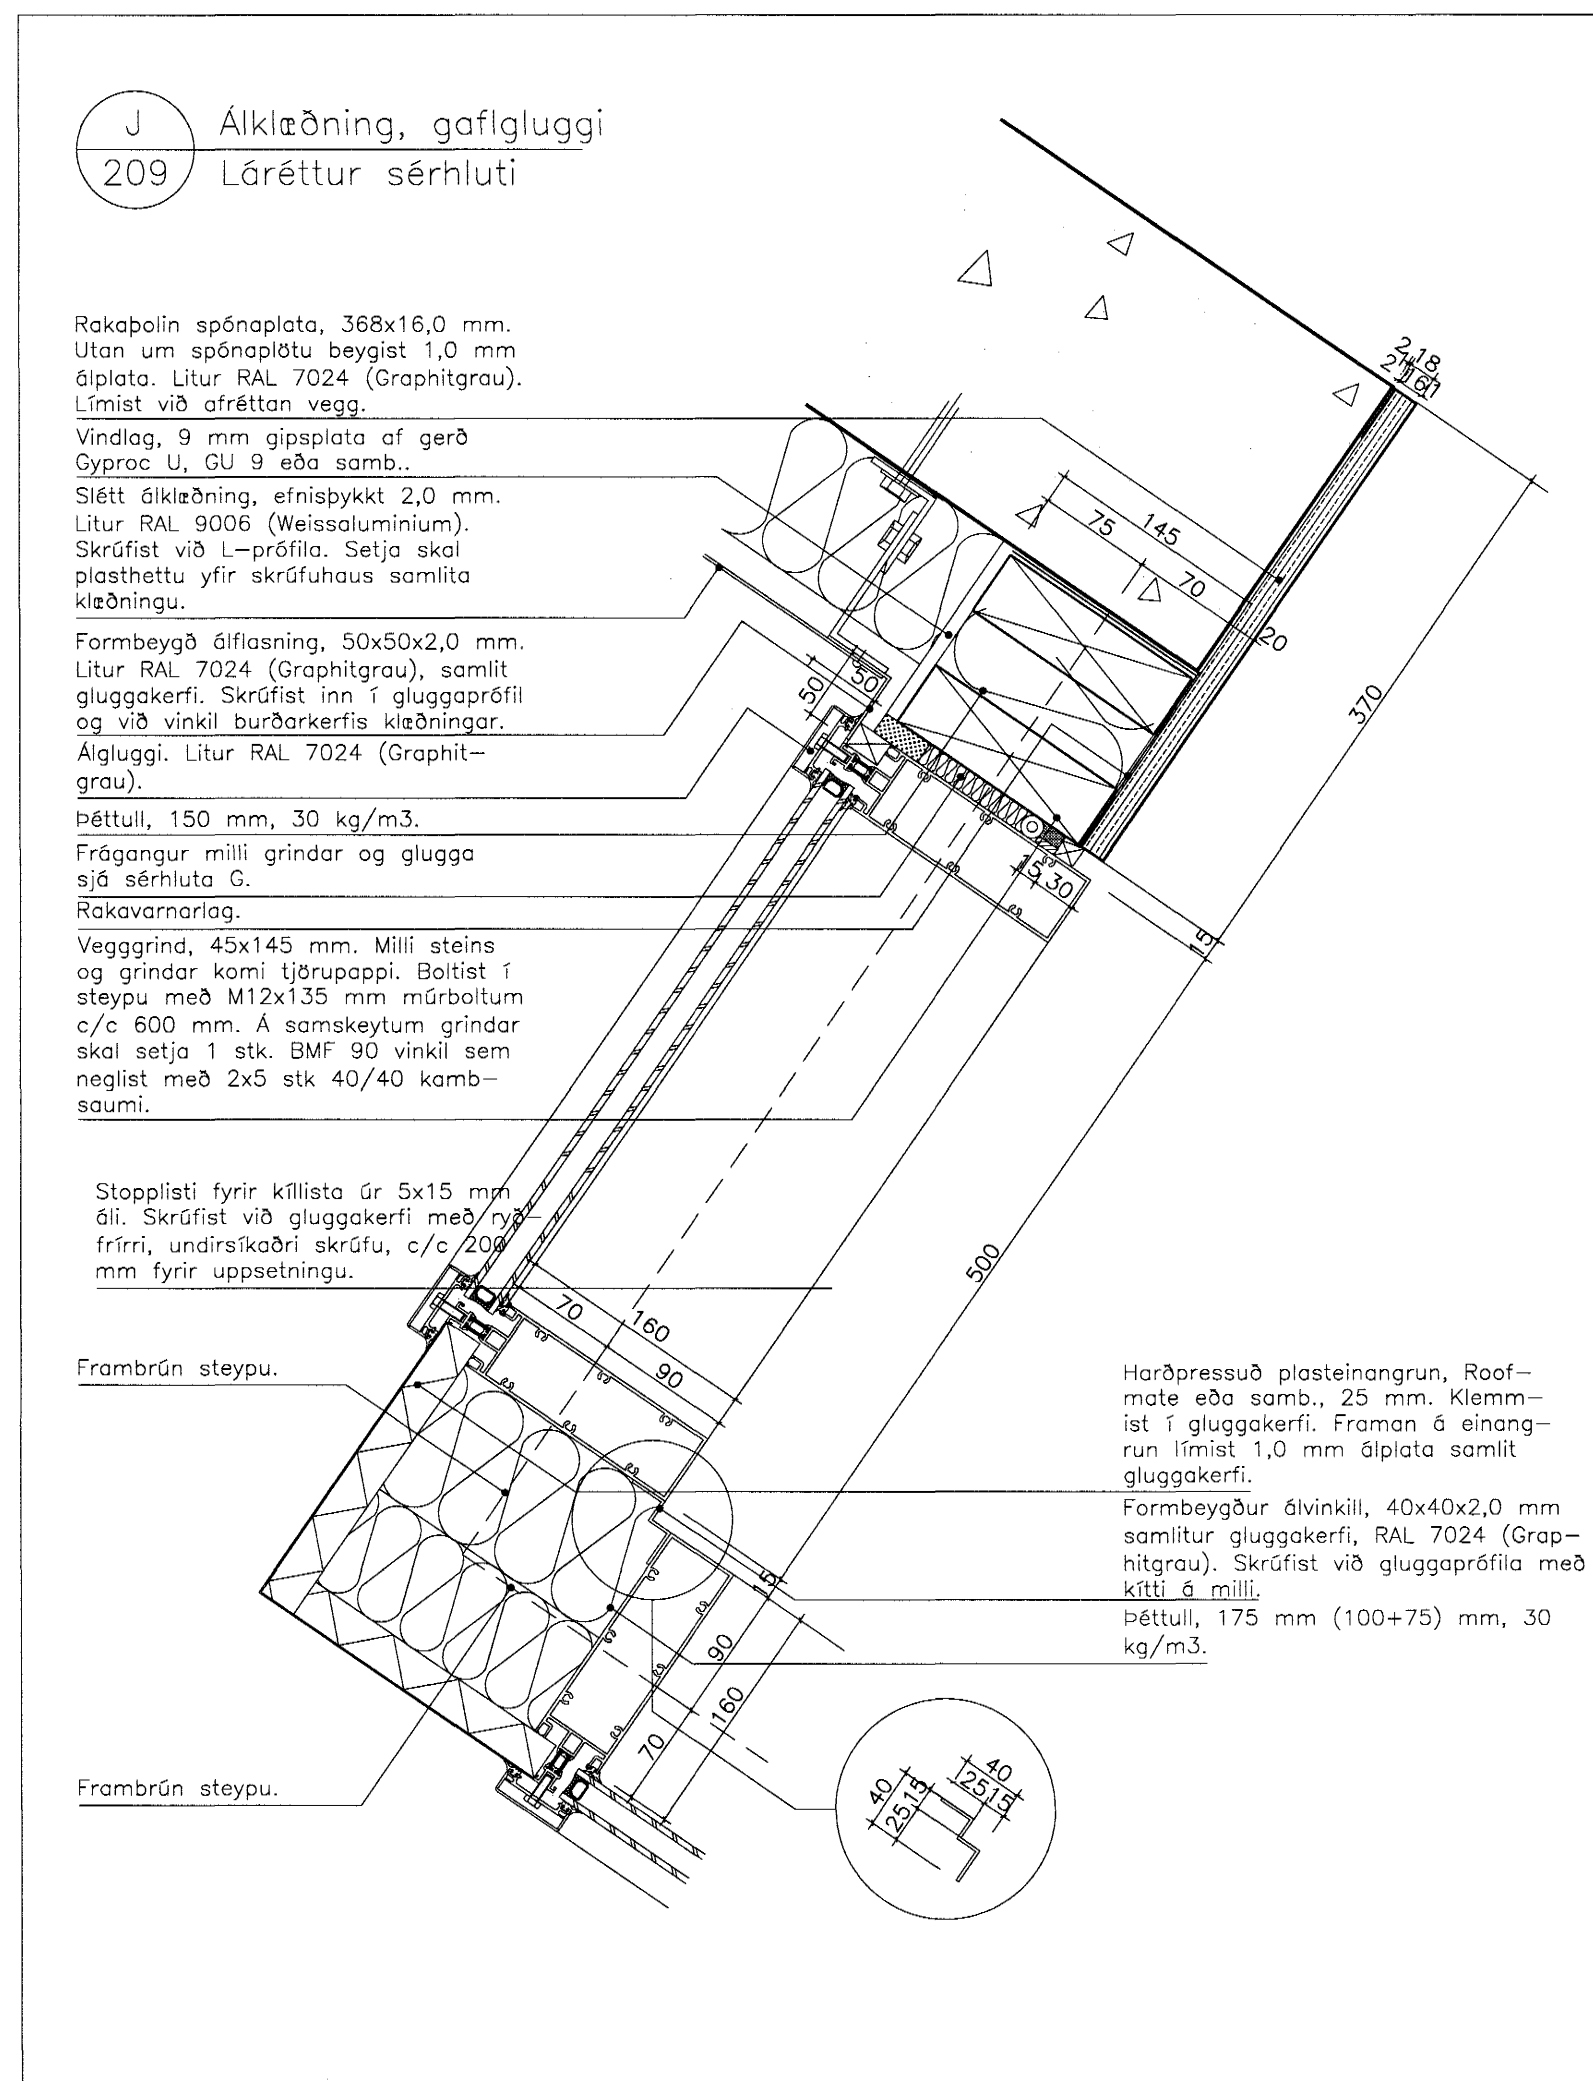 J
209
Álklæðning, gaflgluggi
Láréttur sérhluti
Rakaþolin spónaplata, 368x16,0 mm.
Utan um spónaplötu beygist 1,0 mm
álplata. Litur RAL 7024 (Graphitgrau).
Límist við afréttan vegg.
Vindlag, 9 mm gipsplata af gerð
Gyproc U, GU 9 eða samb..
Slétt álklæðning, efnisþykkt 2,0 mm.
Litur RAL 9006 (Weissaluminium).
Skrúfist við L-prófíla. Setja skal
plasthettu yfir skrúfuhaus samlita
klæðningu.
Formbeygð álflasning, 50x50x2,0 mm.
Litur RAL 7024 (Graphitgrau), samlit
gluggakerfi. Skrúfist inn í gluggaprófíl
og við vinkil burðarkerfis klæðningar.
Álgluggi. Litur RAL 7024 (Graphit-
grau).
Þéttull, 150 mm, 30 kg/m3.
Frágangur milli grindar og glugga
sjá sérhluta G.
Rakavarnarlag.
Vegggrind, 45x145 mm. Milli steins
og grindar komi tjörupappi. Boltist í
steypu með M12x135 mm múrboltum
c/c 600 mm. Á samskeytum grindar
skal setja 1 stk. BMF 90 vinkil sem
neglist með 2x5 stk 40/40 kamb-
saumi.
Stopplisti fyrir kíllista úr 5x15 mm
áli. Skrúfist við gluggakerfi með ryð-
frírri, undirsíkaðri skrúfu, c/c 200
mm fyrir uppsetningu.
Frambrún steypu.
Frambrún steypu.
Harðpressuð plasteinangrun, Roof-
mate eða samb., 25 mm. Klemm-
ist í gluggakerfi. Framan á einang-
run límist 1,0 mm álplata samlit
gluggakerfi.
Formbeygður álvinkill, 40x40x2,0 mm
samlitur gluggakerfi, RAL 7024 (Grap-
hitgrau). Skrúfist við gluggaprófíla með
kítti á milli.
Þéttull, 175 mm (100+75) mm, 30
kg/m3.
2 18
2 1 16 1
145
75
70
20
370
50
50
15 30
15
500
70
160
90
15
90
160
70
40
25 15
40
25 15